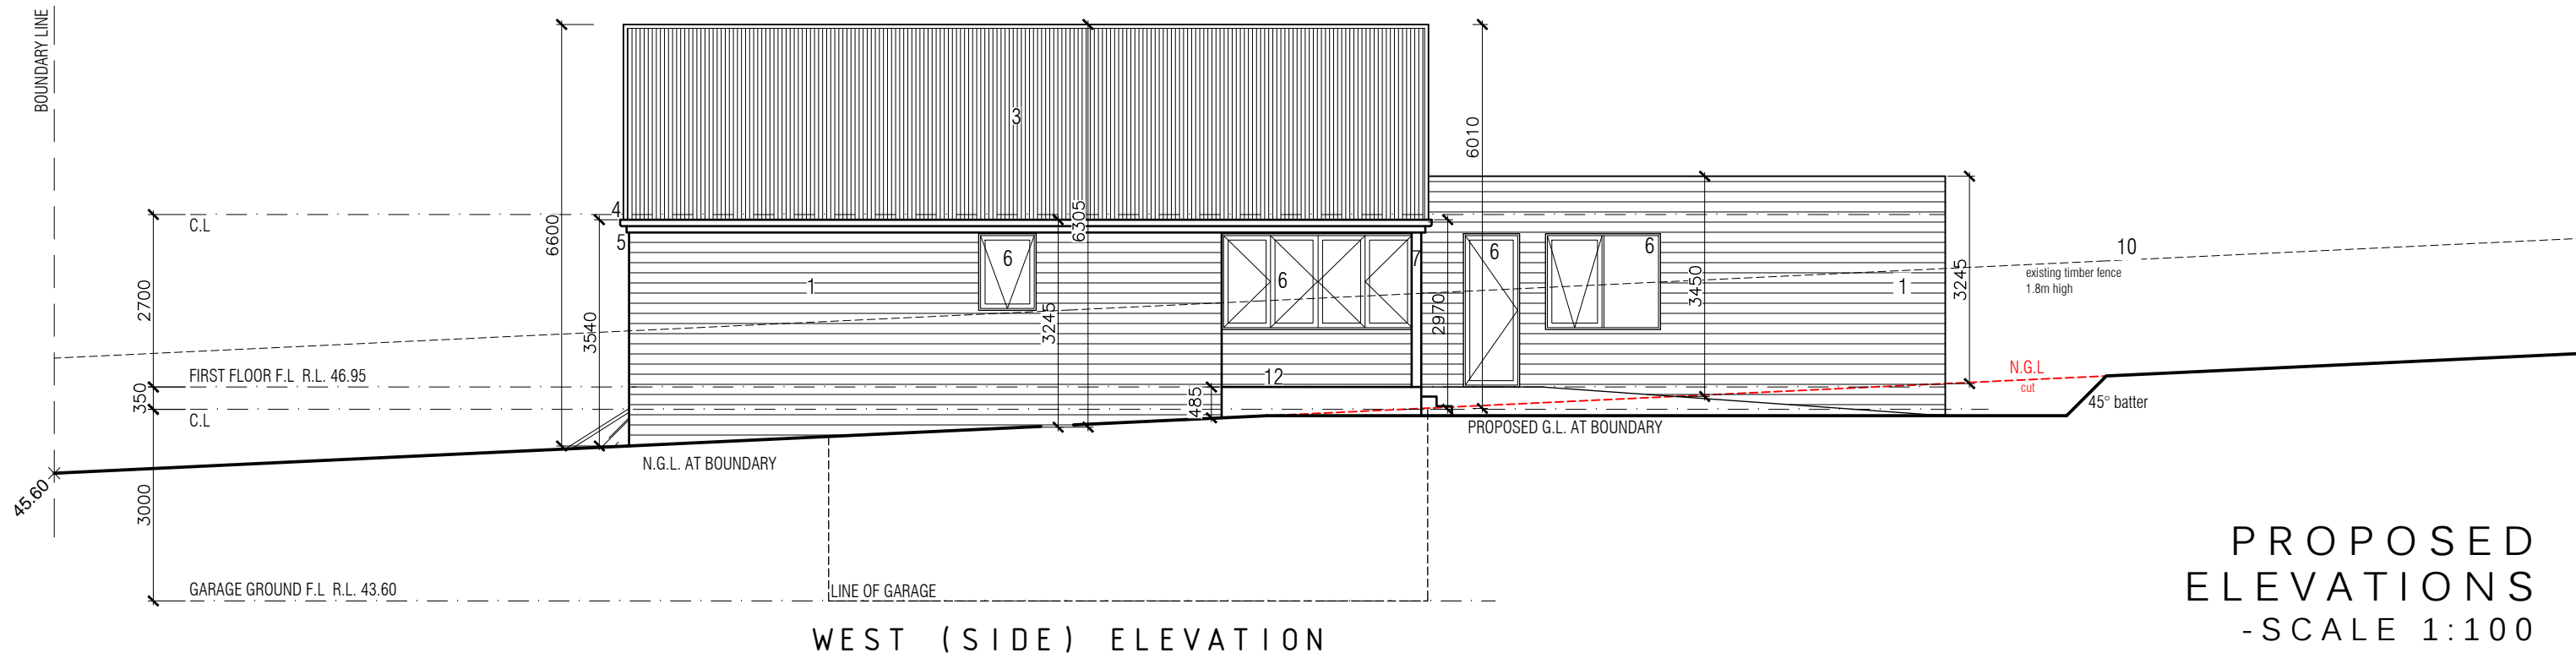 BOUNDARY LINE
6600
3
6010
4
C.L
5
6305
6
6
6
7
10
existing timber fence
1.8m high
2700
3540
1
3245
6
2970
3450
1
3245
N.G.L
cut
FIRST FLOOR F.L R.L. 46.95
12
350
485
C.L
45° batter
PROPOSED G.L. AT BOUNDARY
N.G.L. AT BOUNDARY
45.60
3000
GARAGE GROUND F.L R.L. 43.60
LINE OF GARAGE
WEST (SIDE) ELEVATION
PROPOSED
ELEVATIONS
-SCALE 1:100